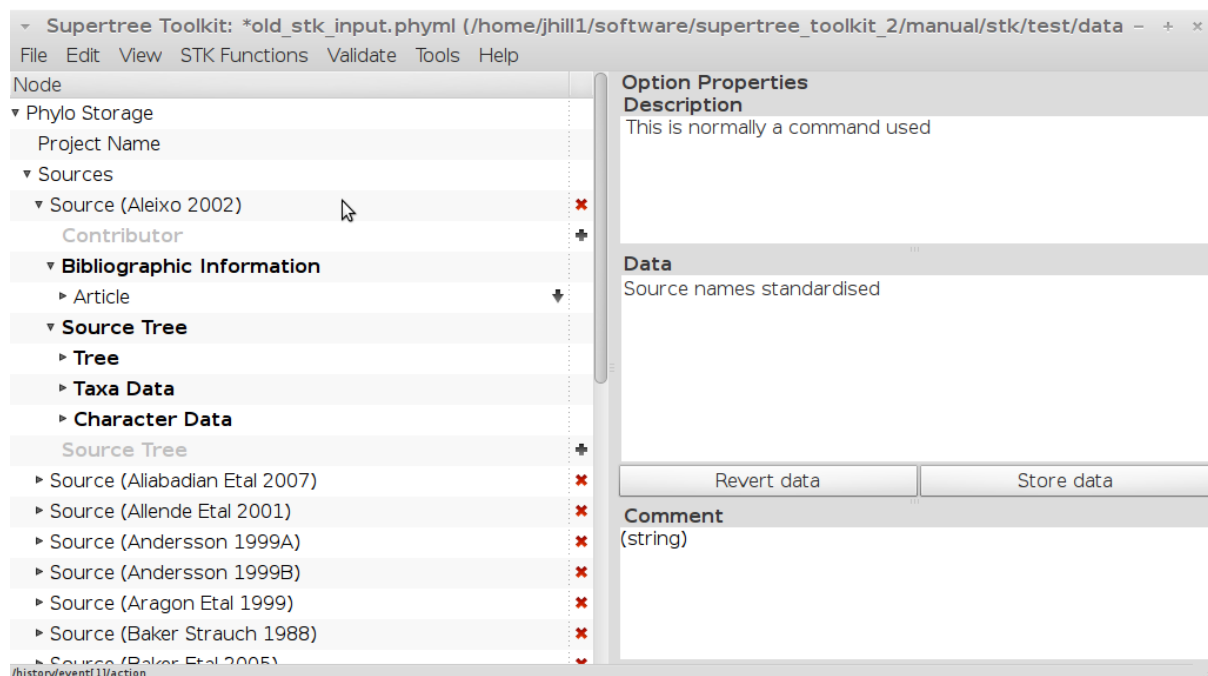 Supertree Toolkit: *old_stk_input.phyml (/home/jhill1/software/supertree_toolkit_2/manual/stk/test/data
File Edit View STK Functions Validate Tools Help
Node
Phylo Storage
Project Name
Sources
Source (Aleixo 2002)
Contributor
Bibliographic Information
Article
Source Tree
Tree
Taxa Data
Character Data
Source Tree
Source (Aliabadian Etal 2007)
Source (Allende Etal 2001)
Source (Andersson 1999A)
Source (Andersson 1999B)
Source (Aragon Etal 1999)
Source (Baker Strauch 1988)
Source (Baker Etal 2005)
/history/event[1]/action
Option Properties
Description
This is normally a command used
Data
Source names standardised
Revert data
Store data
Comment
(string)